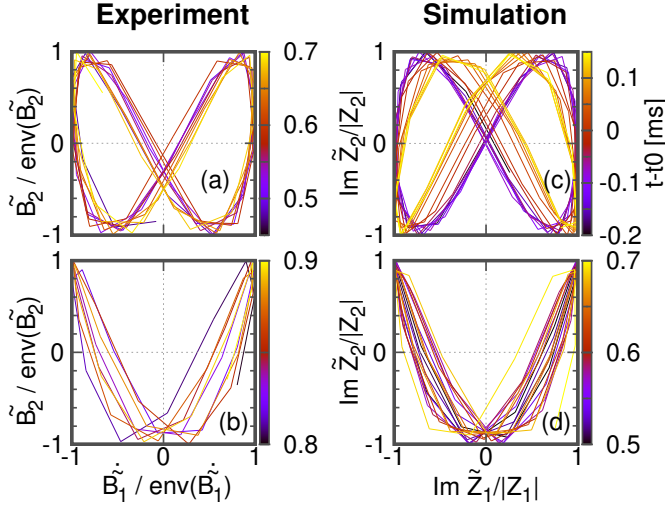 Experiment
Simulation
1
0
-1
B̃̇₂ / env(B̃̇₂)
(a)
0.7
0.6
0.5
1
0
-1
Im Z̃₂/|Z₂|
(c)
0.1
0
-0.1
-0.2
t-t0 [ms]
1
0
-1
B̃̇₂ / env(B̃̇₂)
(b)
0.9
0.8
-1
0
1
B̃̇₁ / env(B̃̇₁)
1
0
-1
Im Z̃₂/|Z₂|
(d)
0.7
0.6
0.5
-1
0
1
Im Z̃₁/|Z₁|